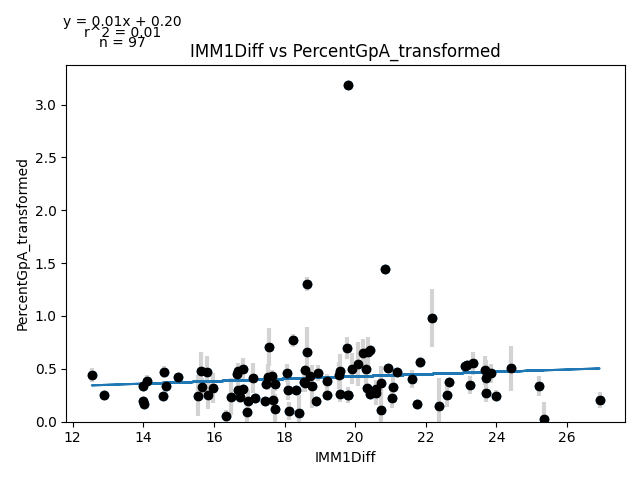 y = 0.01x + 0.20
r^2 = 0.01
n = 97
IMM1Diff vs PercentGpA_transformed
PercentGpA_transformed
3.0
2.5
2.0
1.5
1.0
0.5
0.0
12 14 16 18 20 22 24 26
IMM1Diff